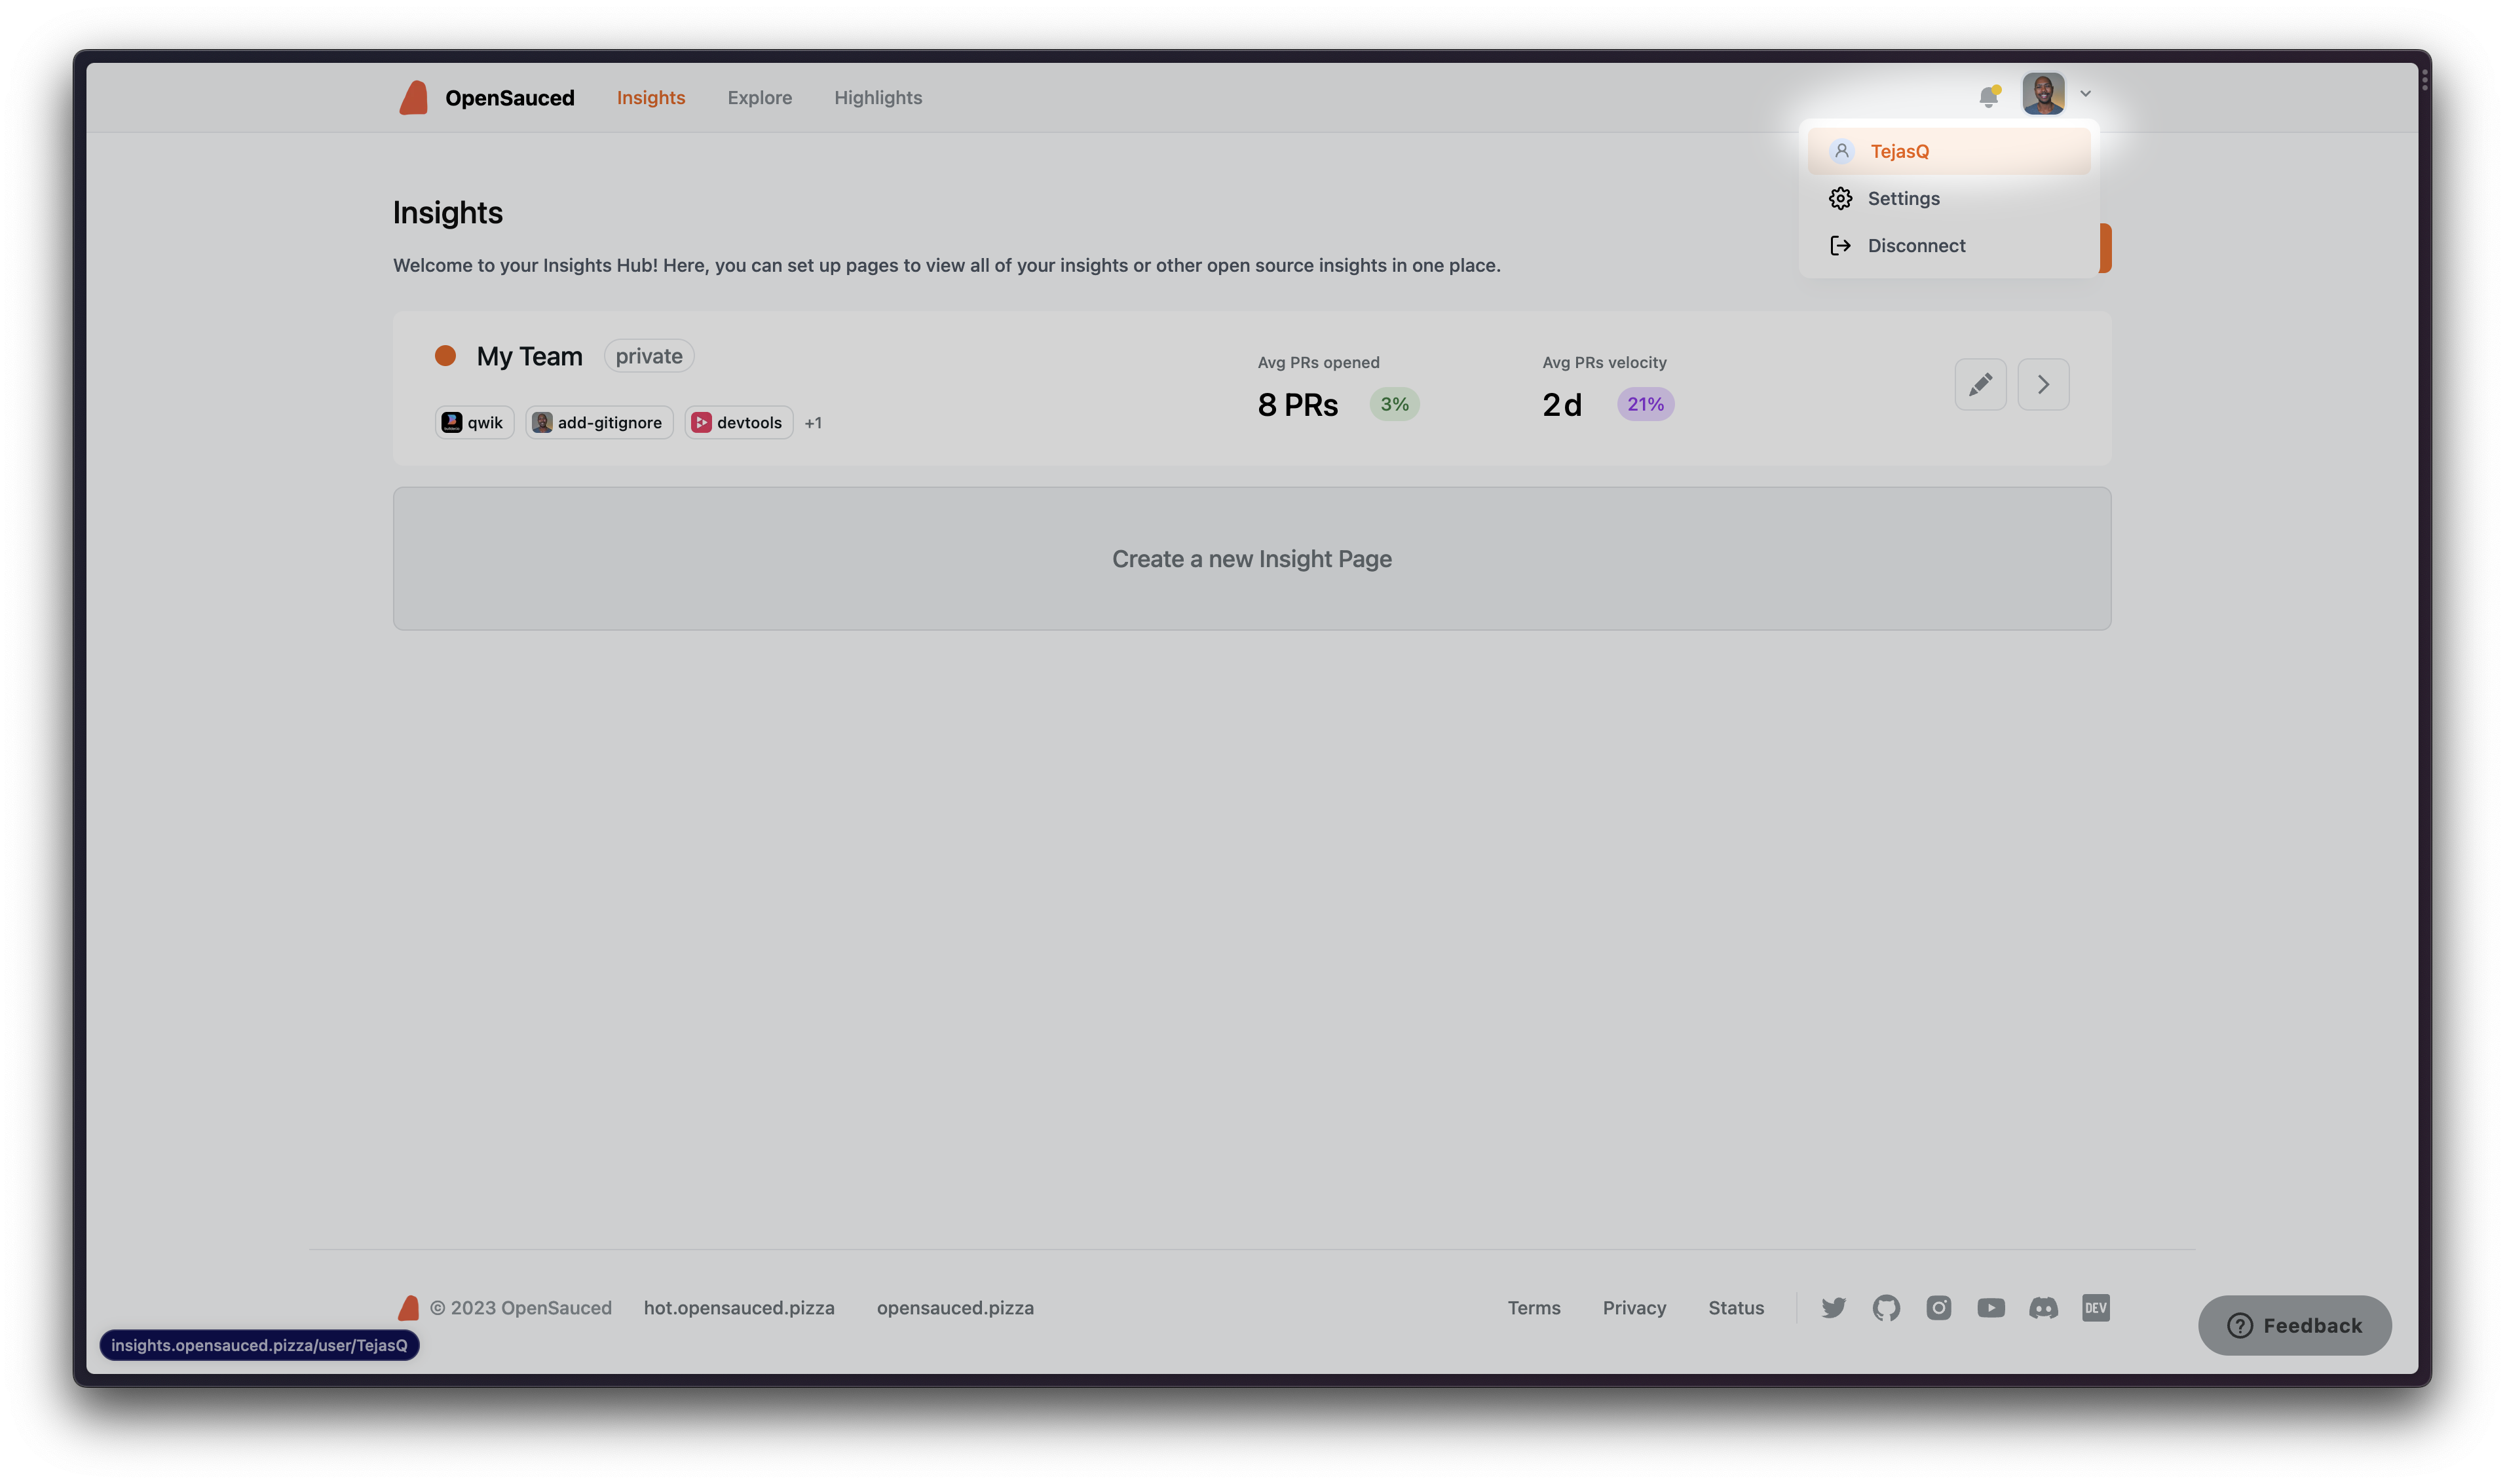 OpenSauced Insights Explore Highlights
TejasQ
Settings
Disconnect
Insights
Welcome to your Insights Hub! Here, you can set up pages to view all of your insights or other open source insights in one place.
My Team private
Avg PRs opened Avg PRs velocity
8 PRs 3% 2 d 21%
qwik add-gitignore devtools +1
Create a new Insight Page
© 2023 OpenSauced hot.opensauced.pizza opensauced.pizza Terms Privacy Status DEV
Feedback
insights.opensauced.pizza/user/TejasQ